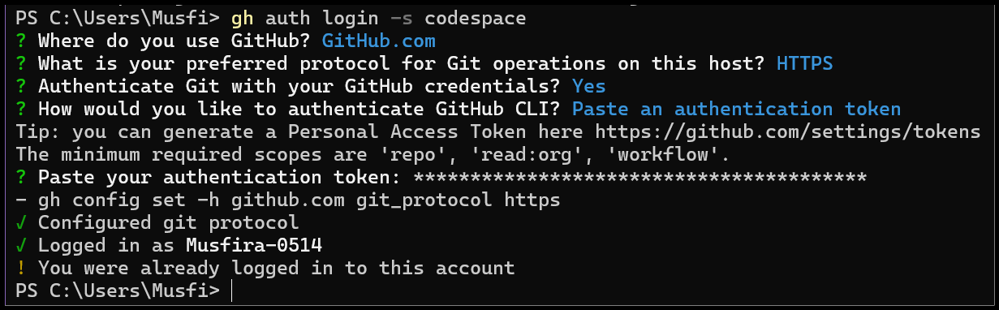 PS C:\Users\Musfi> gh auth login -s codespace
? Where do you use GitHub? GitHub.com
? What is your preferred protocol for Git operations on this host? HTTPS
? Authenticate Git with your GitHub credentials? Yes
? How would you like to authenticate GitHub CLI? Paste an authentication token
Tip: you can generate a Personal Access Token here https://github.com/settings/tokens
The minimum required scopes are 'repo', 'read:org', 'workflow'.
? Paste your authentication token: ****************************************
- gh config set -h github.com git_protocol https
√ Configured git protocol
√ Logged in as Musfira-0514
! You were already logged in to this account
PS C:\Users\Musfi>